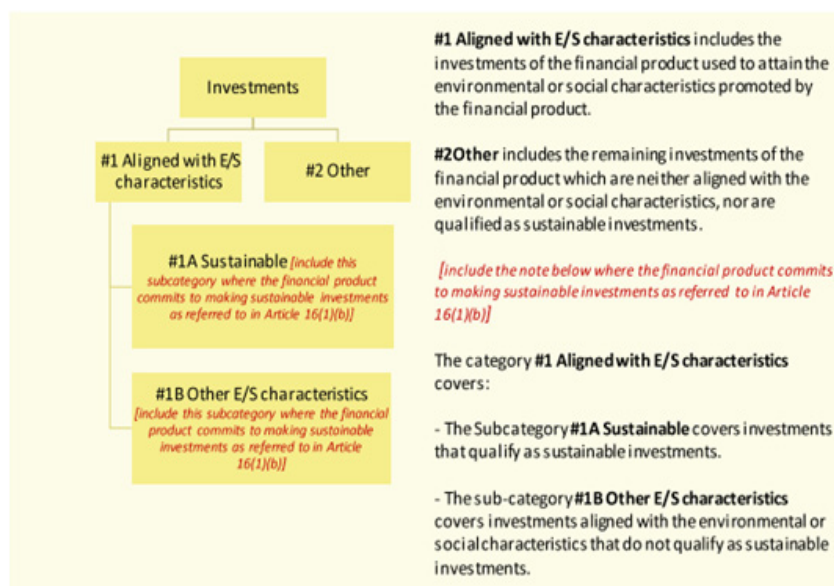 Investments
#1 Aligned with E/S
characteristics
#2 Other
#1A Sustainable [include this
subcategory where the financial product
commits to making sustainable investments
as referred to in Article 16(1)(b)]
#1B Other E/S characteristics
[include this subcategory where the financial
product commits to making sustainable
investments as referred to in Article
16(1)(b)]
#1 Aligned with E/S characteristics includes the
investments of the financial product used to attain the
environmental or social characteristics promoted by
the financial product.
#2Other includes the remaining investments of the
financial product which are neither aligned with the
environmental or social characteristics, nor are
qualified as sustainable investments.
[include the note below where the financial product commits
to making sustainable investments as referred to in Article
16(1)(b)]
The category #1 Aligned with E/S characteristics
covers:
- The Subcategory #1A Sustainable covers investments
that qualify as sustainable investments.
- The sub-category #1B Other E/S characteristics
covers investments aligned with the environmental or
social characteristics that do not qualify as sustainable
investments.